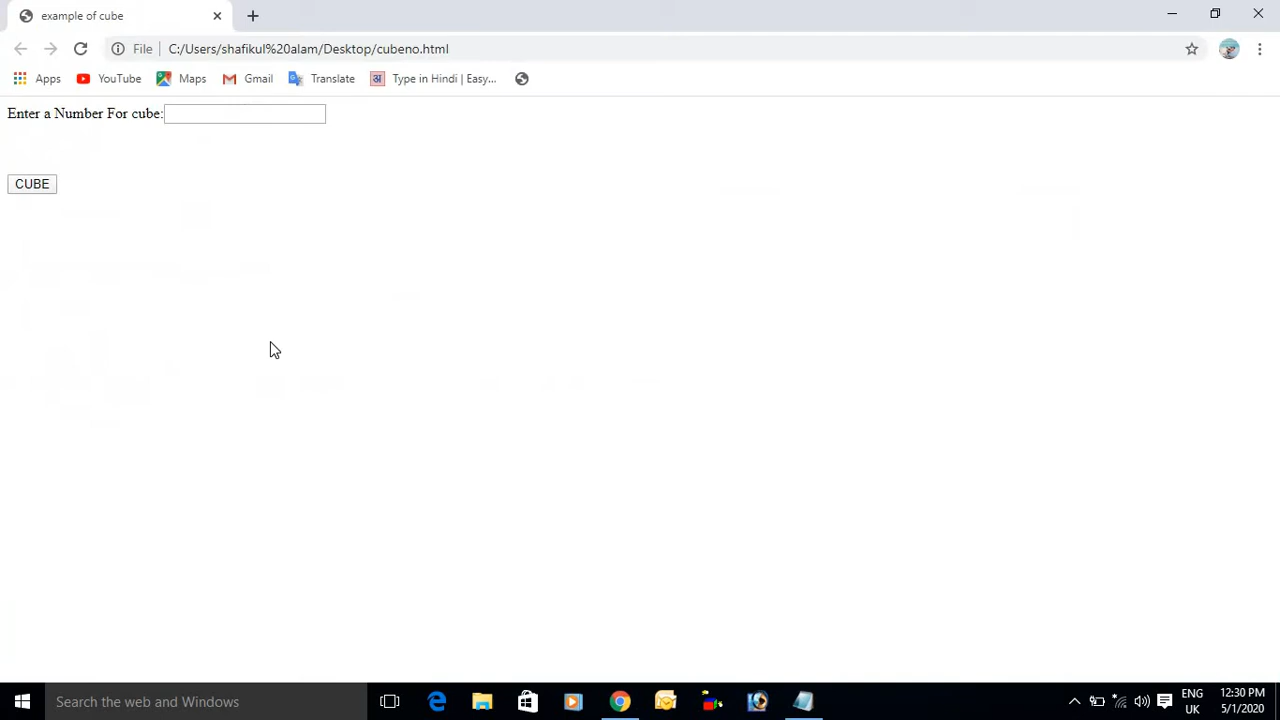 example of cube
File C:/Users/shafikul%20alam/Desktop/cubeno.html
Apps YouTube Maps Gmail Translate अ Type in Hindi | Easy...
Enter a Number For cube:
CUBE
Search the web and Windows
ENG 12:30 PM
UK 5/1/2020